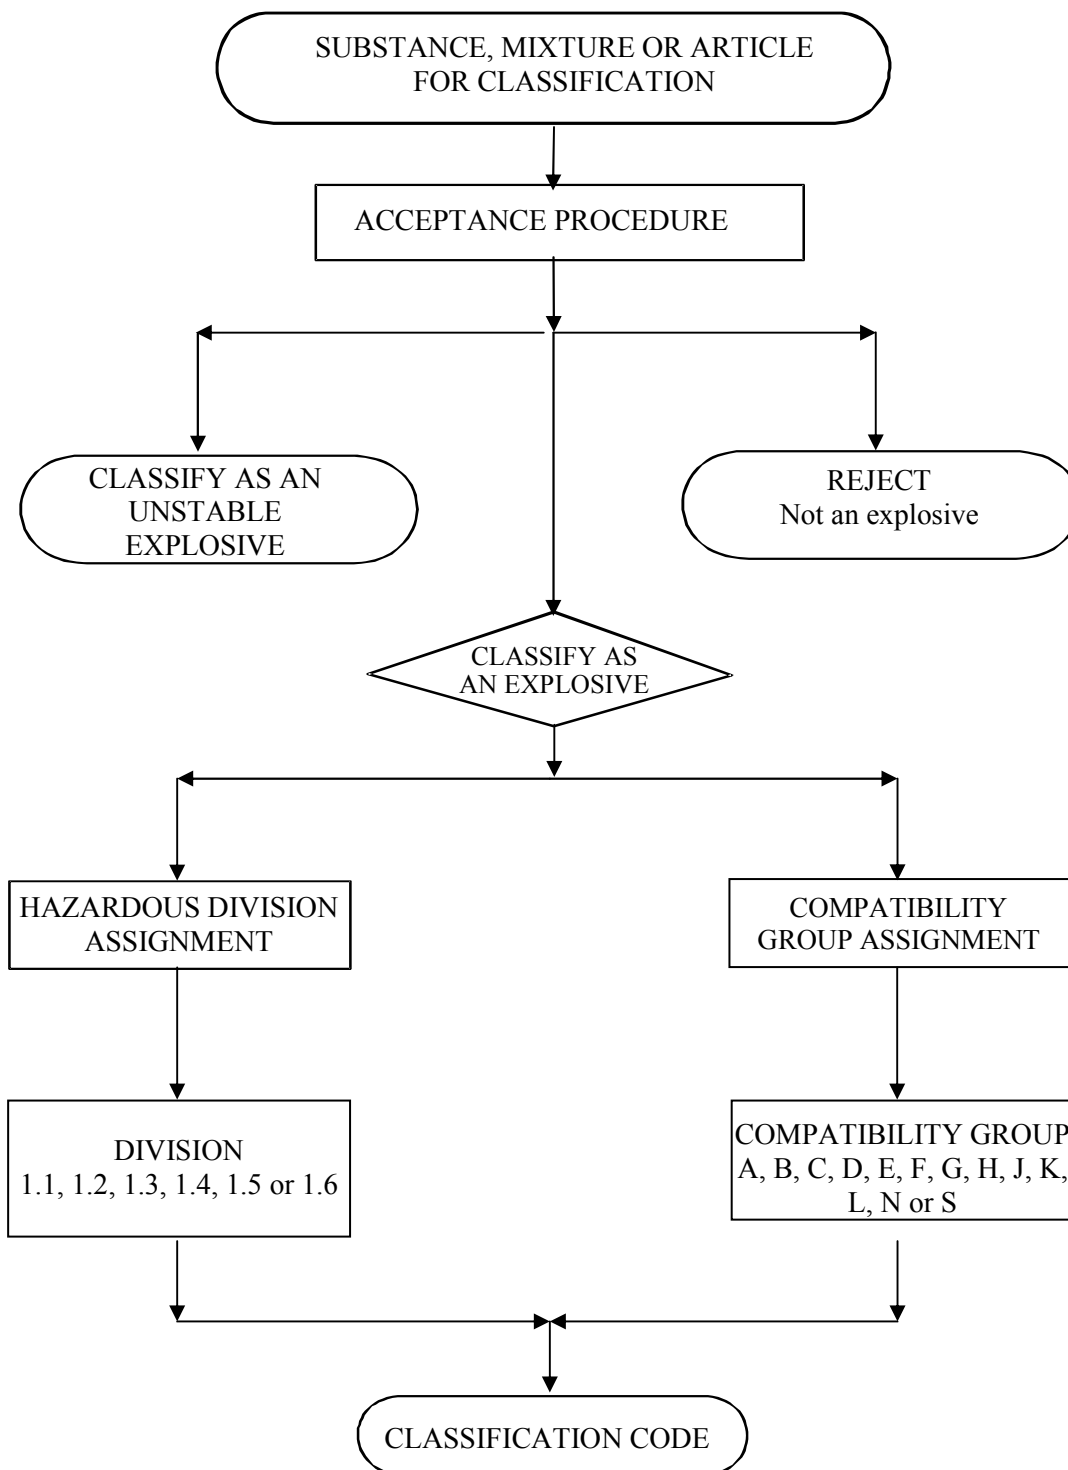 SUBSTANCE, MIXTURE OR ARTICLE
FOR CLASSIFICATION
ACCEPTANCE PROCEDURE
CLASSIFY AS AN
UNSTABLE
EXPLOSIVE
REJECT
Not an explosive
CLASSIFY AS
AN EXPLOSIVE
HAZARDOUS DIVISION
ASSIGNMENT
COMPATIBILITY
GROUP ASSIGNMENT
DIVISION
1.1, 1.2, 1.3, 1.4, 1.5 or 1.6
COMPATIBILITY GROUP
A, B, C, D, E, F, G, H, J, K,
L, N or S
CLASSIFICATION CODE